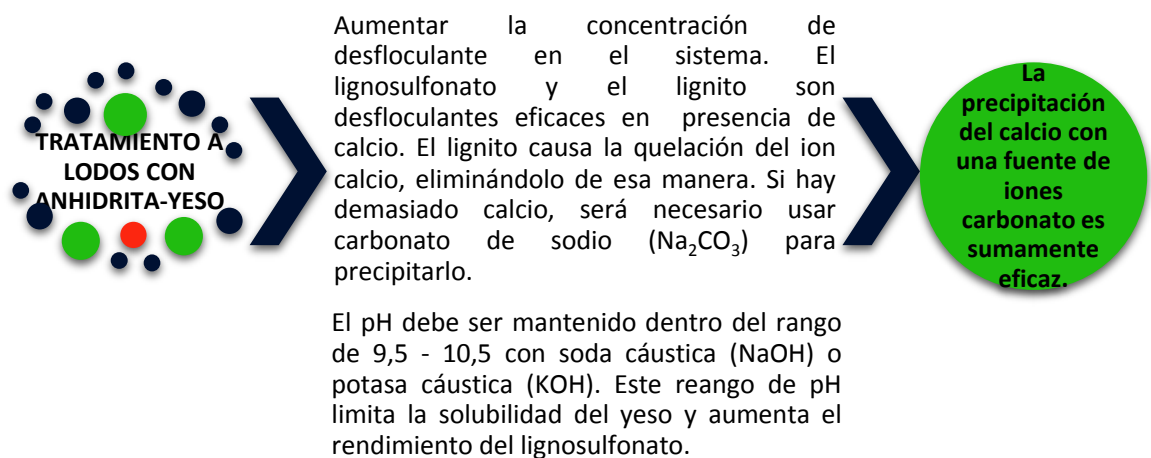 TRATAMIENTO A
LODOS CON
ANHIDRITA-YESO
Aumentar la concentración de
desfloculante en el sistema. El
lignosulfonato y el lignito son
desfloculantes eficaces en presencia de
calcio. El lignito causa la quelación del ion
calcio, eliminándolo de esa manera. Si hay
demasiado calcio, será necesario usar
carbonato de sodio (Na₂CO₃) para
precipitarlo.
El pH debe ser mantenido dentro del rango
de 9,5 - 10,5 con soda cáustica (NaOH) o
potasa cáustica (KOH). Este reango de pH
limita la solubilidad del yeso y aumenta el
rendimiento del lignosulfonato.
La
precipitación
del calcio con
una fuente de
iones
carbonato es
sumamente
eficaz.